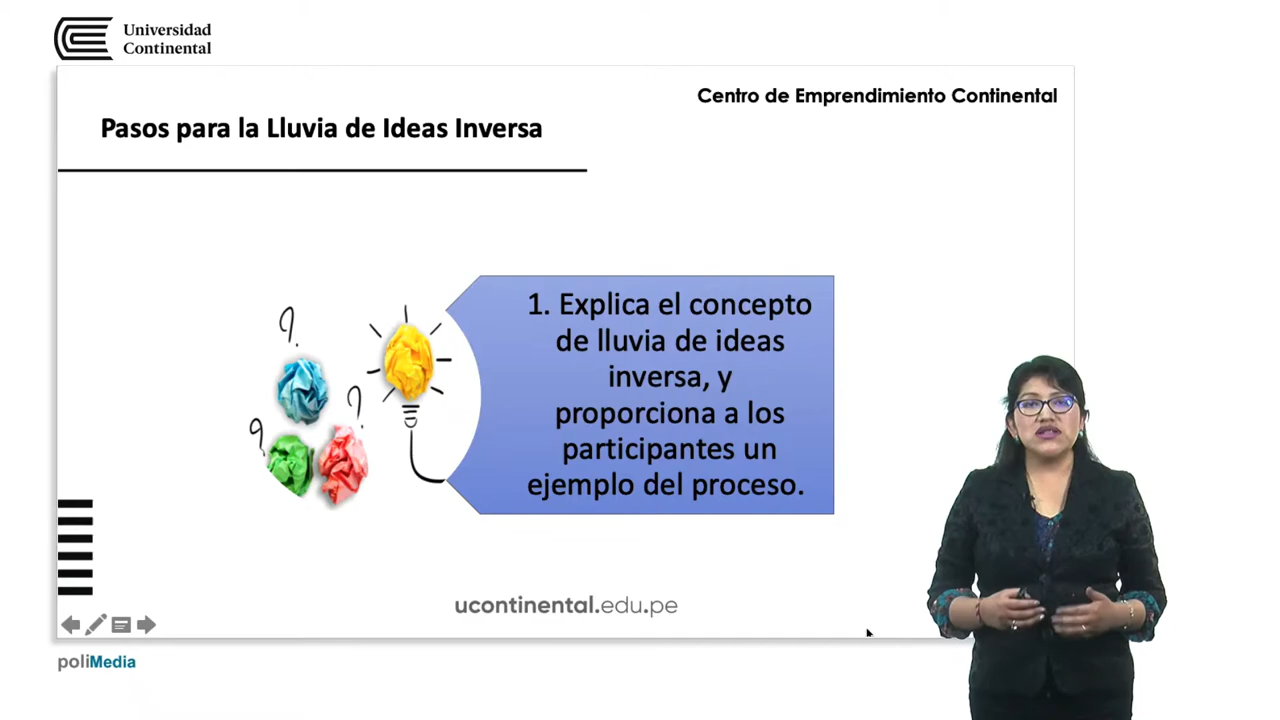 Universidad
Continental
Centro de Emprendimiento Continental
Pasos para la Lluvia de Ideas Inversa
1. Explica el concepto
de lluvia de ideas
inversa, y
proporciona a los
participantes un
ejemplo del proceso.
?
?
?
ucontinental.edu.pe
poliMedia